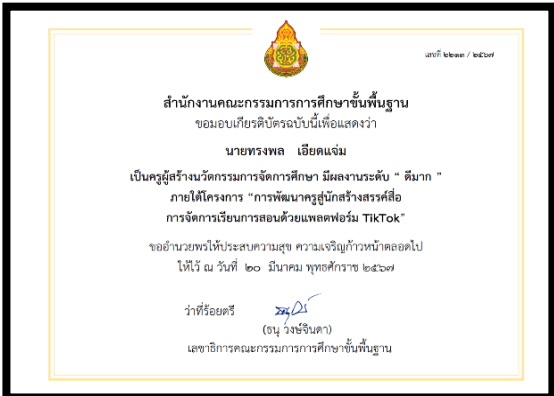 เลขที่ ๒๒๓๓ / ๒๕๖๗
สำนักงานคณะกรรมการการศึกษาขั้นพื้นฐาน
ขอมอบเกียรติบัตรฉบับนี้เพื่อแสดงว่า
นายทรงพล เอียดแจ่ม
เป็นครูผู้สร้างนวัตกรรมการจัดการศึกษา มีผลงานระดับ “ ดีมาก ”
ภายใต้โครงการ “การพัฒนาครูสู่นักสร้างสรรค์สื่อ
การจัดการเรียนการสอนด้วยแพลตฟอร์ม TikTok”
ขออำนวยพรให้ประสบความสุข ความเจริญก้าวหน้าตลอดไป
ให้ไว้ ณ วันที่ ๒๐ มีนาคม พุทธศักราช ๒๕๖๗
ว่าที่ร้อยตรี
(ธนุ วงษ์จินดา)
เลขาธิการคณะกรรมการการศึกษาขั้นพื้นฐาน